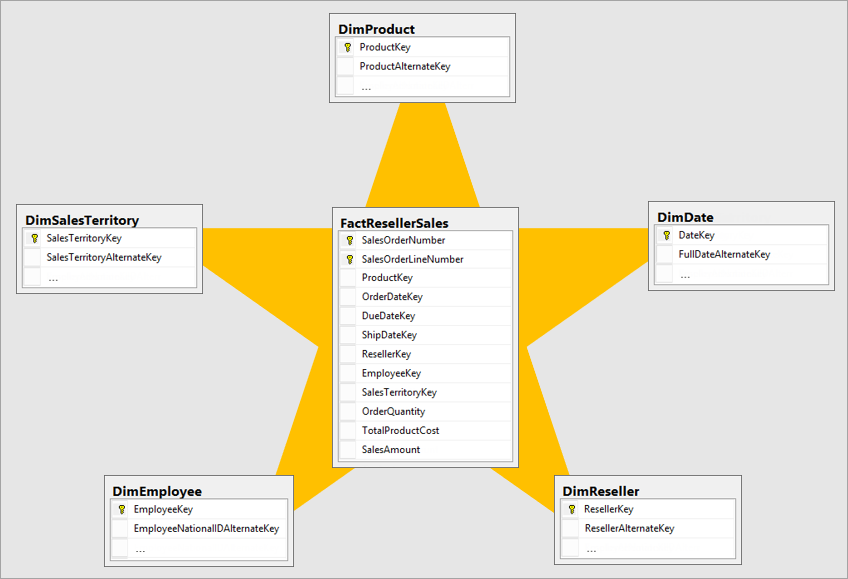 DimProduct
ProductKey
ProductAlternateKey
...
DimSalesTerritory
SalesTerritoryKey
SalesTerritoryAlternateKey
...
FactResellerSales
SalesOrderNumber
SalesOrderLineNumber
ProductKey
OrderDateKey
DueDateKey
ShipDateKey
ResellerKey
EmployeeKey
SalesTerritoryKey
OrderQuantity
TotalProductCost
SalesAmount
DimDate
DateKey
FullDateAlternateKey
...
DimEmployee
EmployeeKey
EmployeeNationalIDAlternateKey
...
DimReseller
ResellerKey
ResellerAlternateKey
...